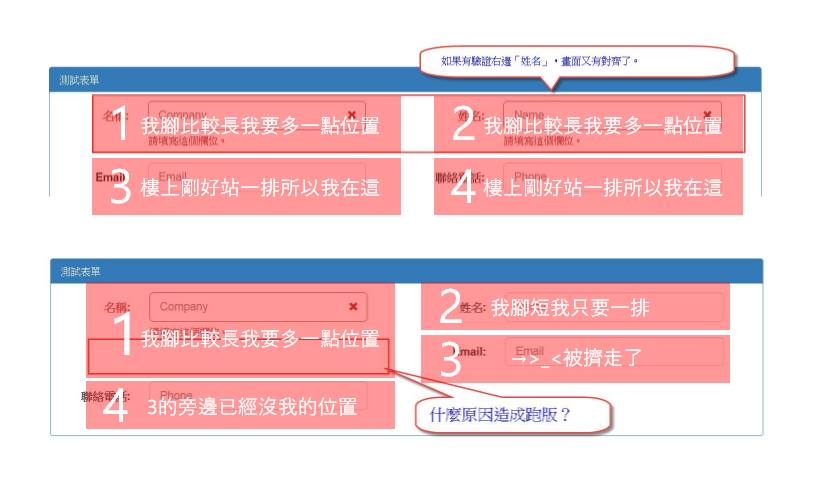 如果有驗證右邊「姓名」，畫面又有對齊了。
測試表單
名稱: Company
1 我腳比較長我要多一點位置
請填寫這個欄位。
姓名: Name
2 我腳比較長我要多一點位置
請填寫這個欄位。
Email: Email
3 樓上剛好站一排所以我在這
聯絡電話: Phone
4 樓上剛好站一排所以我在這
測試表單
名稱: Company
1 我腳比較長我要多一點位置
姓名:
2 我腳短我只要一排
Email: Email
3 →>_<被擠走了
聯絡電話: Phone
4 3的旁邊已經沒我的位置
什麼原因造成跑版？